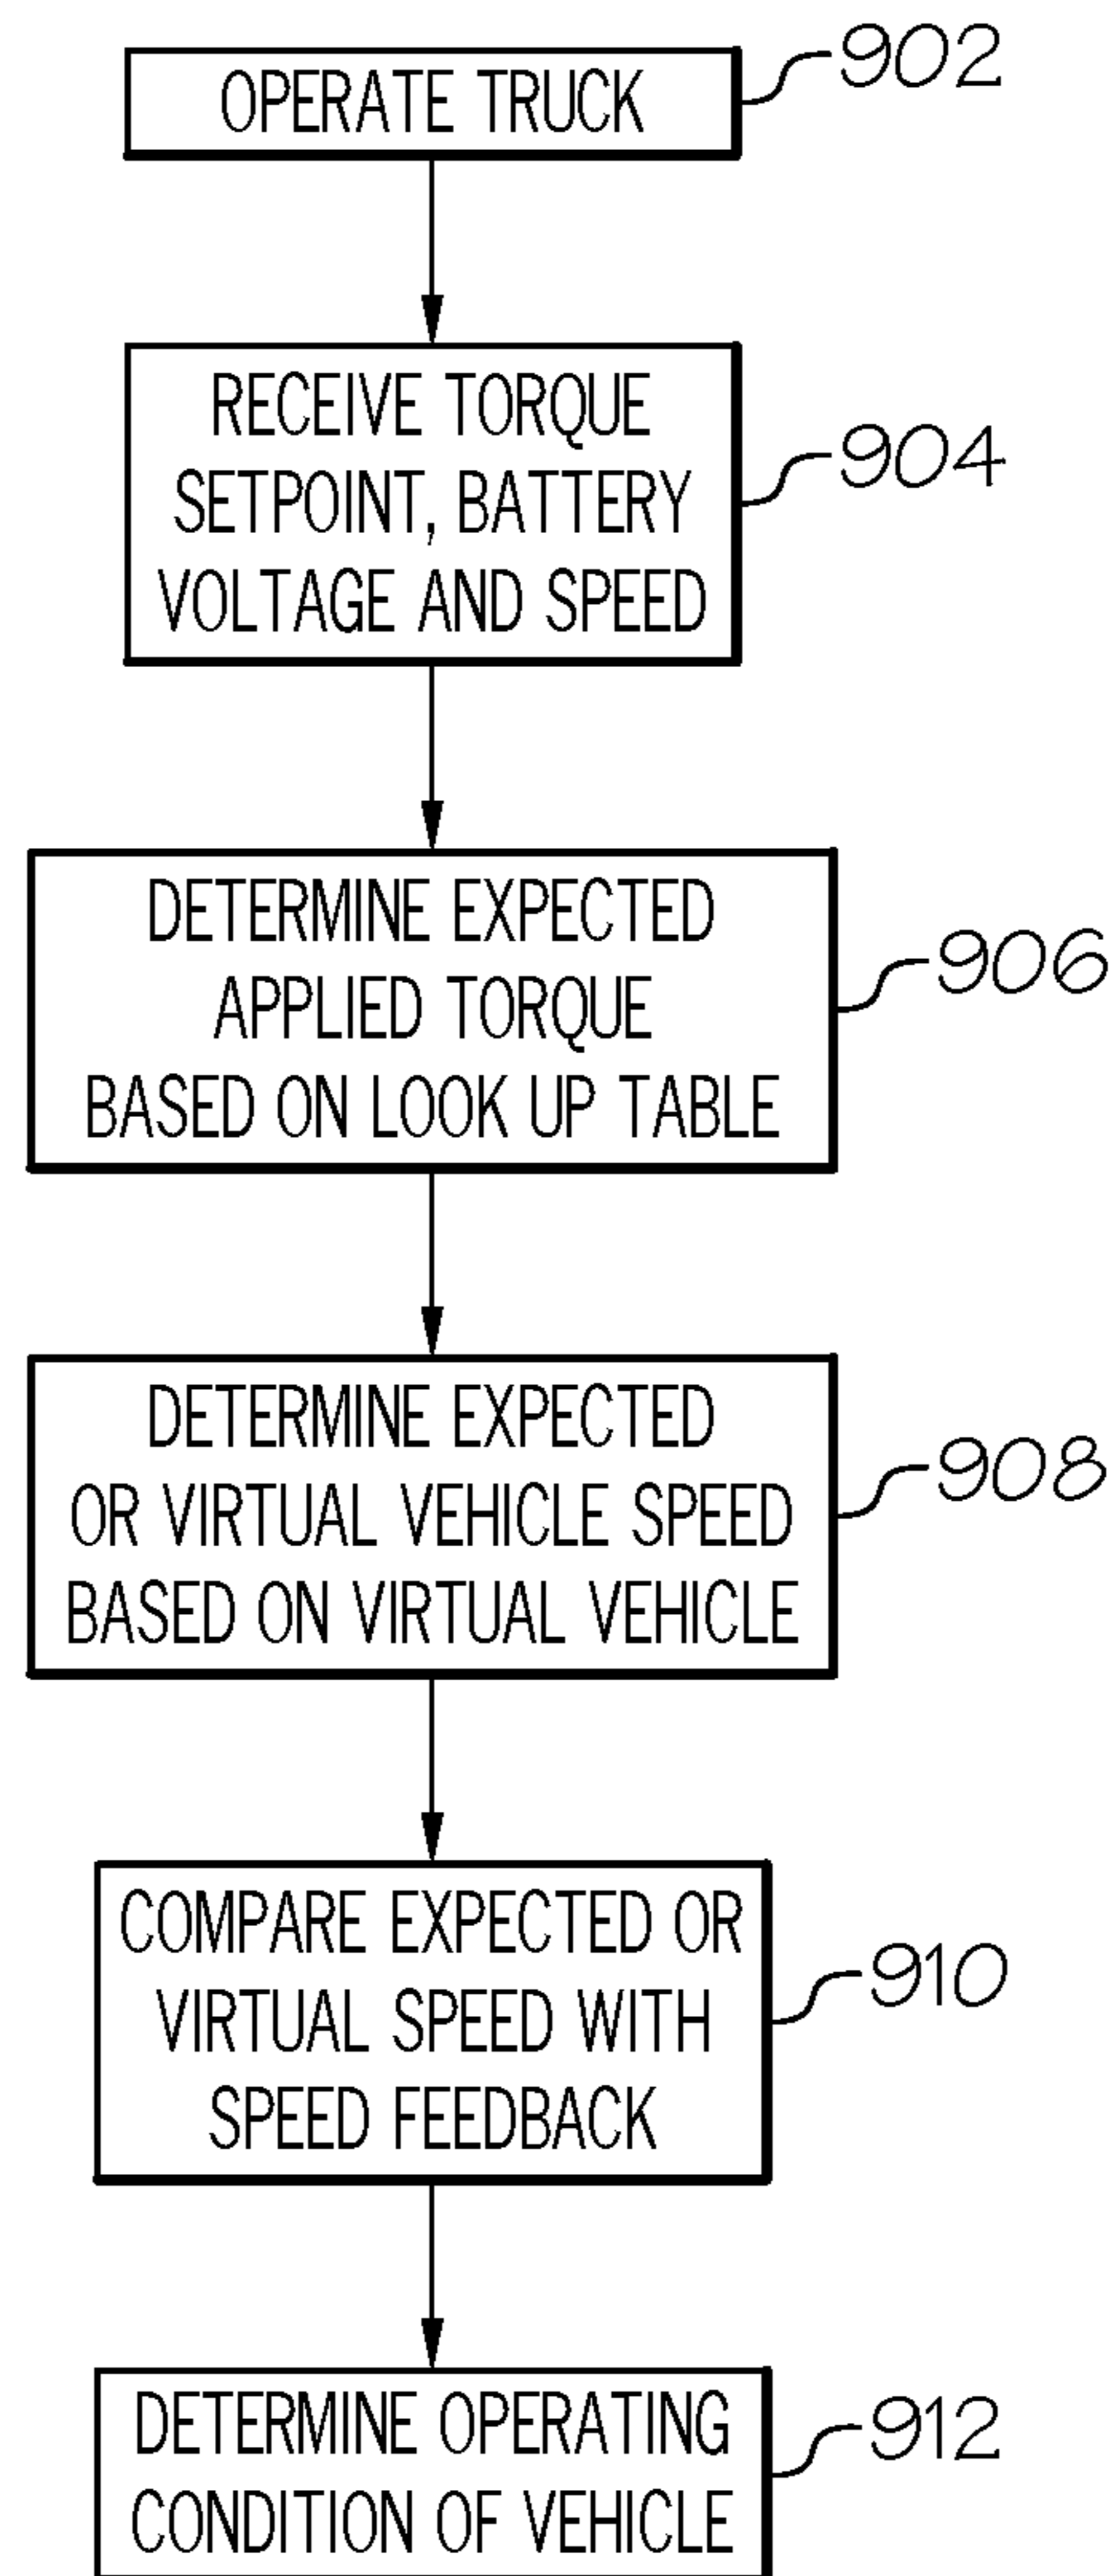 OPERATE TRUCK
902
RECEIVE TORQUE
SETPOINT, BATTERY
VOLTAGE AND SPEED
904
DETERMINE EXPECTED
APPLIED TORQUE
BASED ON LOOK UP TABLE
906
DETERMINE EXPECTED
OR VIRTUAL VEHICLE SPEED
BASED ON VIRTUAL VEHICLE
908
COMPARE EXPECTED OR
VIRTUAL SPEED WITH
SPEED FEEDBACK
910
DETERMINE OPERATING
CONDITION OF VEHICLE
912